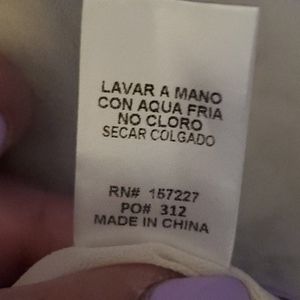 LAVAR A MANO
CON AQUA FRIA
NO CLORO
SECAR COLGADO
RN# 157227
PO# 312
MADE IN CHINA